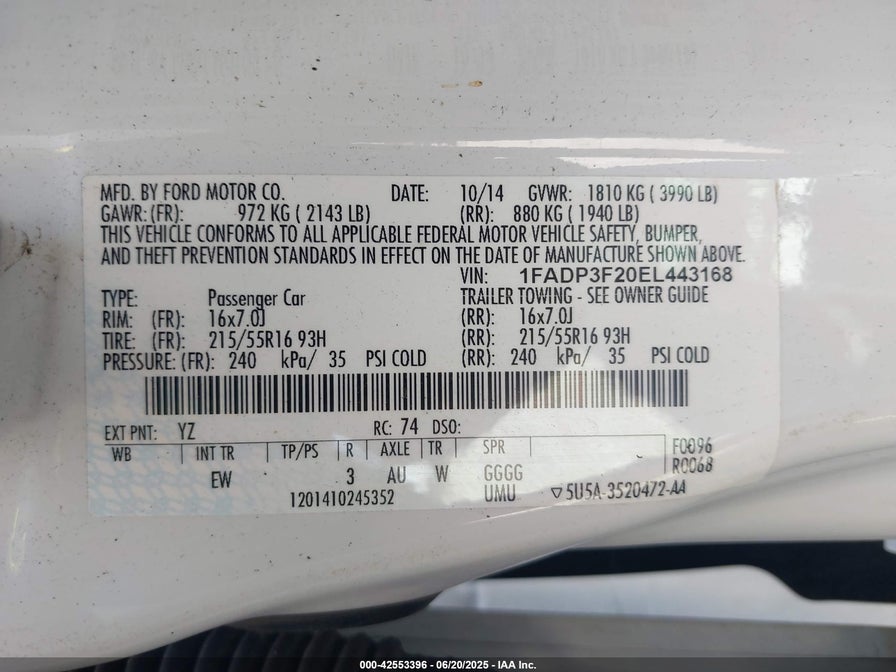 MFD. BY FORD MOTOR CO. DATE: 10/14 GVWR: 1810 KG ( 3990 LB)
GAWR: (FR): 972 KG ( 2143 LB) (RR): 880 KG ( 1940 LB)
THIS VEHICLE CONFORMS TO ALL APPLICABLE FEDERAL MOTOR VEHICLE SAFETY, BUMPER,
AND THEFT PREVENTION STANDARDS IN EFFECT ON THE DATE OF MANUFACTURE SHOWN ABOVE.
VIN: 1FADP3F20EL443168
TYPE: Passenger Car TRAILER TOWING - SEE OWNER GUIDE
RIM: (FR): 16x7.0J (RR): 16x7.0J
TIRE: (FR): 215/55R16 93H (RR): 215/55R16 93H
PRESSURE: (FR): 240 kPa/ 35 PSI COLD (RR): 240 kPa/ 35 PSI COLD
EXT PNT: YZ RC: 74 DSO:
WB INT TR TP/PS R AXLE TR SPR F0096
EW 3 AU W GGGG R0068
1201410245352 UMU ▽5U5A-3520472-AA
000-42553396 - 06/20/2025 - IAA Inc.